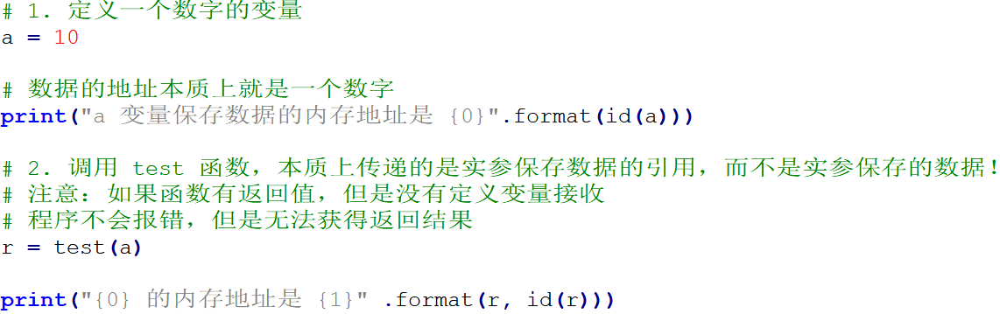 # 1. 定义一个数字的变量
a = 10
# 数据的地址本质上就是一个数字
print("a 变量保存数据的内存地址是 {0}".format(id(a)))
# 2. 调用 test 函数，本质上传递的是实参保存数据的引用，而不是实参保存的数据！
# 注意：如果函数有返回值，但是没有定义变量接收
# 程序不会报错，但是无法获得返回结果
r = test(a)
print("{0} 的内存地址是 {1}" .format(r, id(r)))